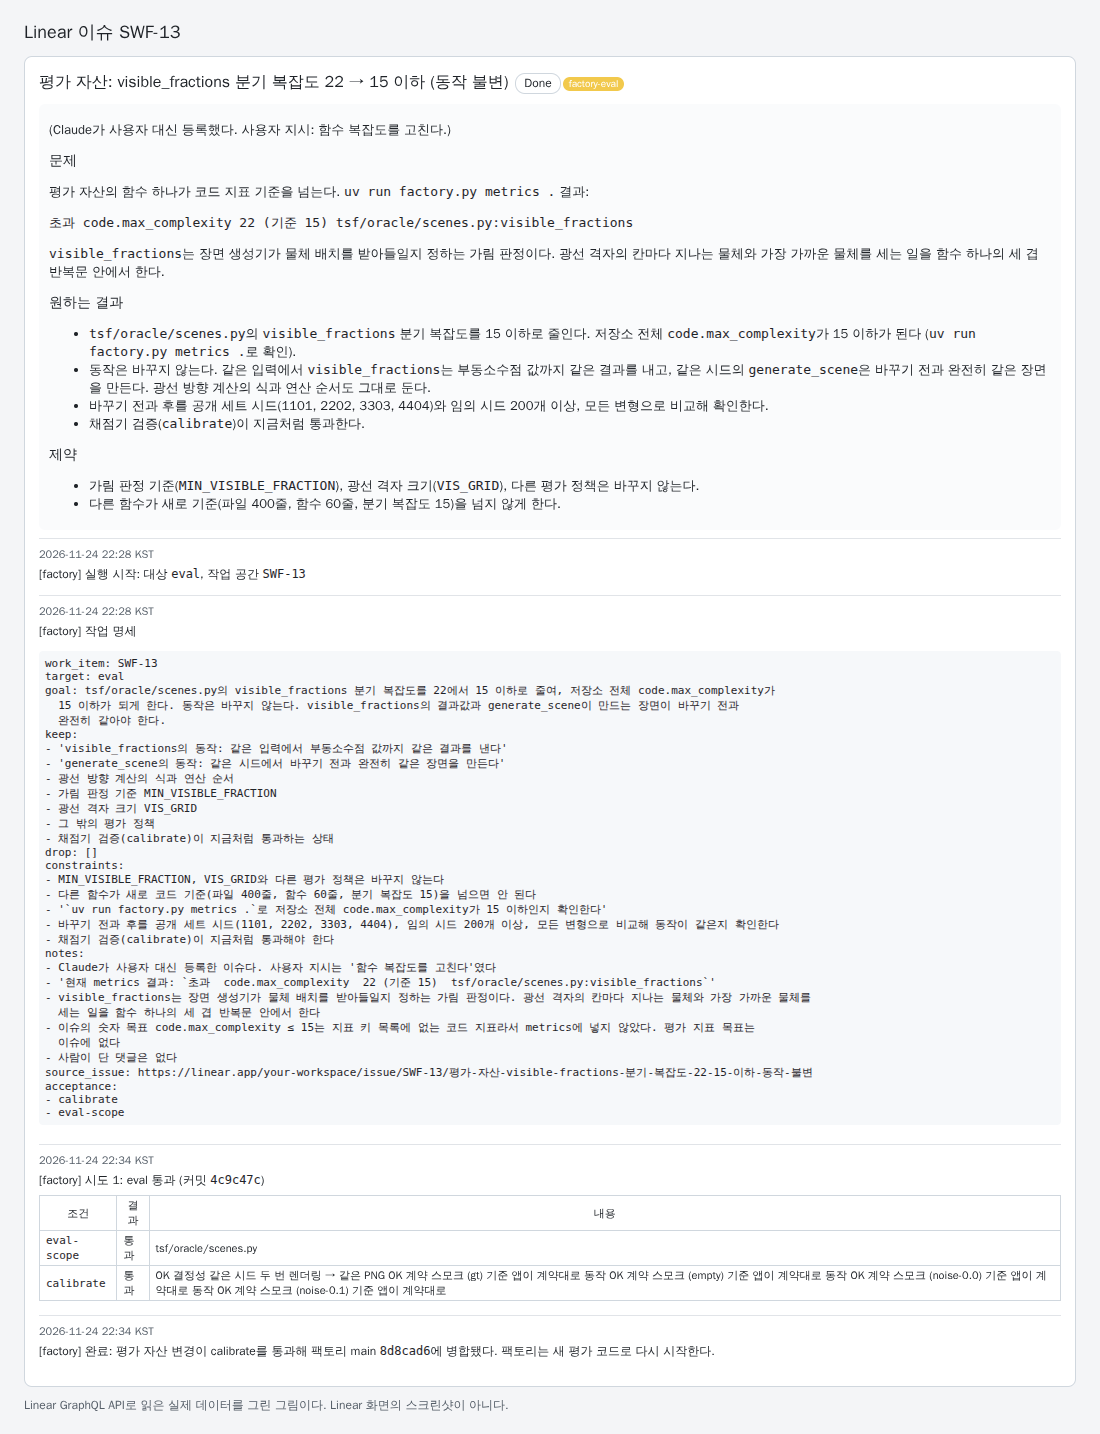 Linear 이슈 SWF-13
평가 자산: visible_fractions 분기 복잡도 22 → 15 이하 (동작 불변) Done factory-eval
(Claude가 사용자 대신 등록했다. 사용자 지시: 함수 복잡도를 고친다.)
문제
평가 자산의 함수 하나가 코드 지표 기준을 넘는다. uv run factory.py metrics . 결과:
초과 code.max_complexity 22 (기준 15) tsf/oracle/scenes.py:visible_fractions
visible_fractions는 장면 생성기가 물체 배치를 받아들일지 정하는 가림 판정이다. 광선 격자의 칸마다 지나는 물체와 가장 가까운 물체를 세는 일을 함수 하나의 세 겹
반복문 안에서 한다.
원하는 결과
• tsf/oracle/scenes.py의 visible_fractions 분기 복잡도를 15 이하로 줄인다. 저장소 전체 code.max_complexity가 15 이하가 된다 (uv run
factory.py metrics .로 확인).
• 동작은 바꾸지 않는다. 같은 입력에서 visible_fractions는 부동소수점 값까지 같은 결과를 내고, 같은 시드의 generate_scene은 바꾸기 전과 완전히 같은 장면
을 만든다. 광선 방향 계산의 식과 연산 순서도 그대로 둔다.
• 바꾸기 전과 후를 공개 세트 시드(1101, 2202, 3303, 4404)와 임의 시드 200개 이상, 모든 변형으로 비교해 확인한다.
• 채점기 검증(calibrate)이 지금처럼 통과한다.
제약
• 가림 판정 기준(MIN_VISIBLE_FRACTION), 광선 격자 크기(VIS_GRID), 다른 평가 정책은 바꾸지 않는다.
• 다른 함수가 새로 기준(파일 400줄, 함수 60줄, 분기 복잡도 15)을 넘지 않게 한다.
2026-11-24 22:28 KST
[factory] 실행 시작: 대상 eval, 작업 공간 SWF-13
2026-11-24 22:28 KST
[factory] 작업 명세
work_item: SWF-13
target: eval
goal: tsf/oracle/scenes.py의 visible_fractions 분기 복잡도를 22에서 15 이하로 줄여, 저장소 전체 code.max_complexity가
15 이하가 되게 한다. 동작은 바꾸지 않는다. visible_fractions의 결과값과 generate_scene이 만드는 장면이 바꾸기 전과
완전히 같아야 한다.
keep:
- 'visible_fractions의 동작: 같은 입력에서 부동소수점 값까지 같은 결과를 낸다'
- 'generate_scene의 동작: 같은 시드에서 바꾸기 전과 완전히 같은 장면을 만든다'
- 광선 방향 계산의 식과 연산 순서
- 가림 판정 기준 MIN_VISIBLE_FRACTION
- 광선 격자 크기 VIS_GRID
- 그 밖의 평가 정책
- 채점기 검증(calibrate)이 지금처럼 통과하는 상태
drop: []
constraints:
- MIN_VISIBLE_FRACTION, VIS_GRID와 다른 평가 정책은 바꾸지 않는다
- 다른 함수가 새로 코드 기준(파일 400줄, 함수 60줄, 분기 복잡도 15)을 넘으면 안 된다
- '`uv run factory.py metrics .`로 저장소 전체 code.max_complexity가 15 이하인지 확인한다'
- 바꾸기 전과 후를 공개 세트 시드(1101, 2202, 3303, 4404), 임의 시드 200개 이상, 모든 변형으로 비교해 동작이 같은지 확인한다
- 채점기 검증(calibrate)이 지금처럼 통과해야 한다
notes:
- Claude가 사용자 대신 등록한 이슈다. 사용자 지시는 '함수 복잡도를 고친다'였다
- '현재 metrics 결과: `초과  code.max_complexity  22 (기준 15)  tsf/oracle/scenes.py:visible_fractions`'
- visible_fractions는 장면 생성기가 물체 배치를 받아들일지 정하는 가림 판정이다. 광선 격자의 칸마다 지나는 물체와 가장 가까운 물체를
세는 일을 함수 하나의 세 겹 반복문 안에서 한다
- 이슈의 숫자 목표 code.max_complexity ≤ 15는 지표 키 목록에 없는 코드 지표라서 metrics에 넣지 않았다. 평가 지표 목표는
이슈에 없다
- 사람이 단 댓글은 없다
source_issue: https://linear.app/your-workspace/issue/SWF-13/평가-자산-visible-fractions-분기-복잡도-22-15-이하-동작-불변
acceptance:
- calibrate
- eval-scope
2026-11-24 22:34 KST
[factory] 시도 1: eval 통과 (커밋 4c9c47c)
조건 결과 내용
eval-scope 통과 tsf/oracle/scenes.py
calibrate 통과 OK 결정성 같은 시드 두 번 렌더링 → 같은 PNG OK 계약 스모크 (gt) 기준 앱이 계약대로 동작 OK 계약 스모크 (empty) 기준 앱이 계약대로 동작 OK 계약 스모크 (noise-0.0) 기준 앱이 계
약대로 동작 OK 계약 스모크 (noise-0.1) 기준 앱이 계약대로
2026-11-24 22:34 KST
[factory] 완료: 평가 자산 변경이 calibrate를 통과해 팩토리 main 8d8cad6에 병합됐다. 팩토리는 새 평가 코드로 다시 시작한다.
Linear GraphQL API로 읽은 실제 데이터를 그린 그림이다. Linear 화면의 스크린샷이 아니다.